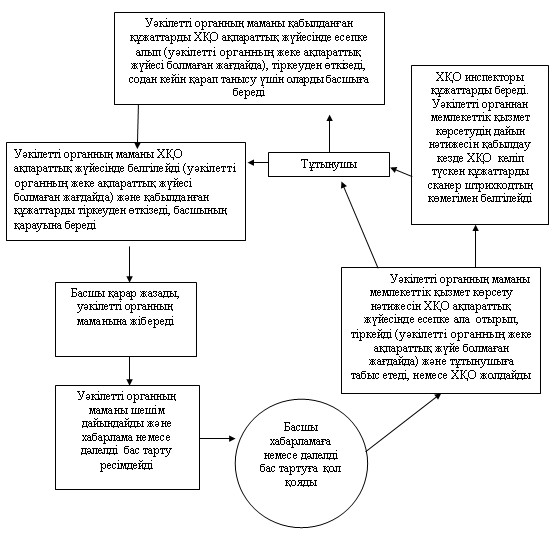 Уәкілетті органның маманы қабылданған
құжаттарды ХҚО ақпараттық жүйесінде есепке
алып (уәкілетті органның жеке ақпараттық
жүйесі болмаған жағдайда), тіркеуден өткізеді,
содан кейін қарап танысу үшін оларды басшыға
береді
ХҚО инспекторы
құжаттарды береді.
Уәкілетті органнан
мемлекеттік қызмет
көрсетудің дайын
нәтижесін қабылдау
кезде ХҚО келіп
түскен құжаттарды
сканер штрихкодтың
көмегімен белгілейді
Уәкілетті органның маманы ХҚО
ақпараттық жүйесінде белгілейді (уәкілетті
органның жеке ақпараттық жүйесі
болмаған жағдайда) және қабылданған
құжаттарды тіркеуден өткізеді, басшының
қарауына береді
Тұтынушы
Басшы қарар жазады,
уәкілетті органның
маманына жібереді
Уәкілетті органның маманы
мемлекеттік қызмет көрсету
нәтижесін ХҚО ақпараттық
жүйесінде есепке ала отырып,
тіркейді (уәкілетті органның жеке
ақпараттық жүйе болмаған
жағдайда) және тұтынушыға
табыс етеді, немесе ХҚО жолдайды
Уәкілетті органның
маманы шешім
дайындайды және
хабарлама немесе
дәлелді бас тарту
ресімдейді
Басшы
хабарламаға
немесе дәлелді
бас тартуға қол
қояды